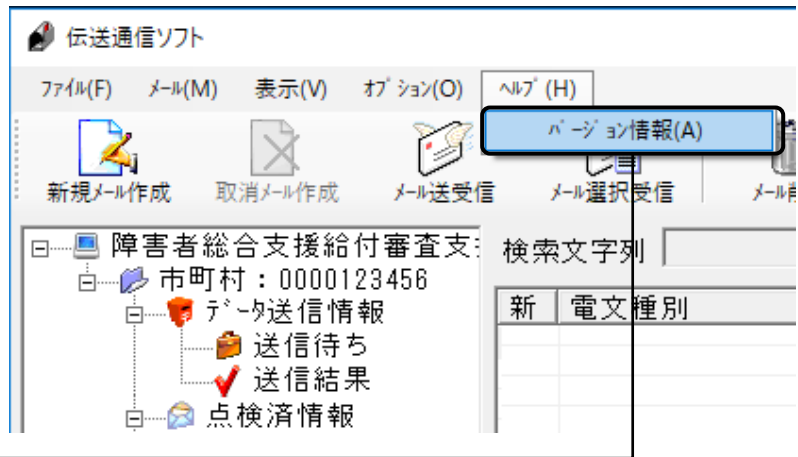 伝送通信ソフト
ファイル(F) メール(M) 表示(V) オプション(O) ヘルプ(H)
バージョン情報(A)
新規メール作成 取消メール作成 メール送受信 メール選択受信 メール削
障害者総合支援給付審査支
検索文字列
市町村:0000123456
新 電文種別
データ送信情報
送信待ち
送信結果
点検済情報